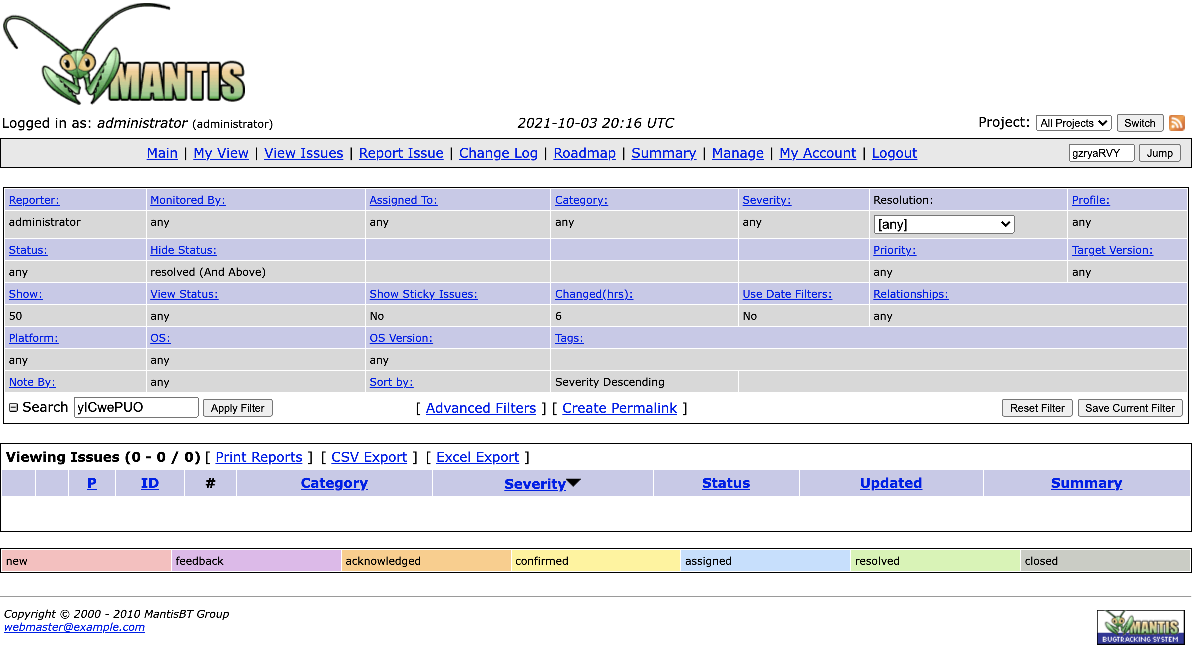 MANTIS
Logged in as: administrator (administrator) 2021-10-03 20:16 UTC Project: All Projects Switch
Main | My View | View Issues | Report Issue | Change Log | Roadmap | Summary | Manage | My Account | Logout gzryaRVY Jump
Reporter: Monitored By: Assigned To: Category: Severity: Resolution: Profile:
administrator any any any any [any] any
Status: Hide Status: Priority: Target Version:
any resolved (And Above) any any
Show: View Status: Show Sticky Issues: Changed(hrs): Use Date Filters: Relationships:
50 any No 6 No any
Platform: OS: OS Version: Tags:
any any any
Note By: any Sort by: Severity Descending
Search ylCwePUO Apply Filter [ Advanced Filters ] [ Create Permalink ] Reset Filter Save Current Filter
Viewing Issues (0 - 0 / 0) [ Print Reports ] [ CSV Export ] [ Excel Export ]
P ID # Category Severity Status Updated Summary
new feedback acknowledged confirmed assigned resolved closed
Copyright © 2000 - 2010 MantisBT Group
webmaster@example.com
MANTIS
BUGTRACKING SYSTEM